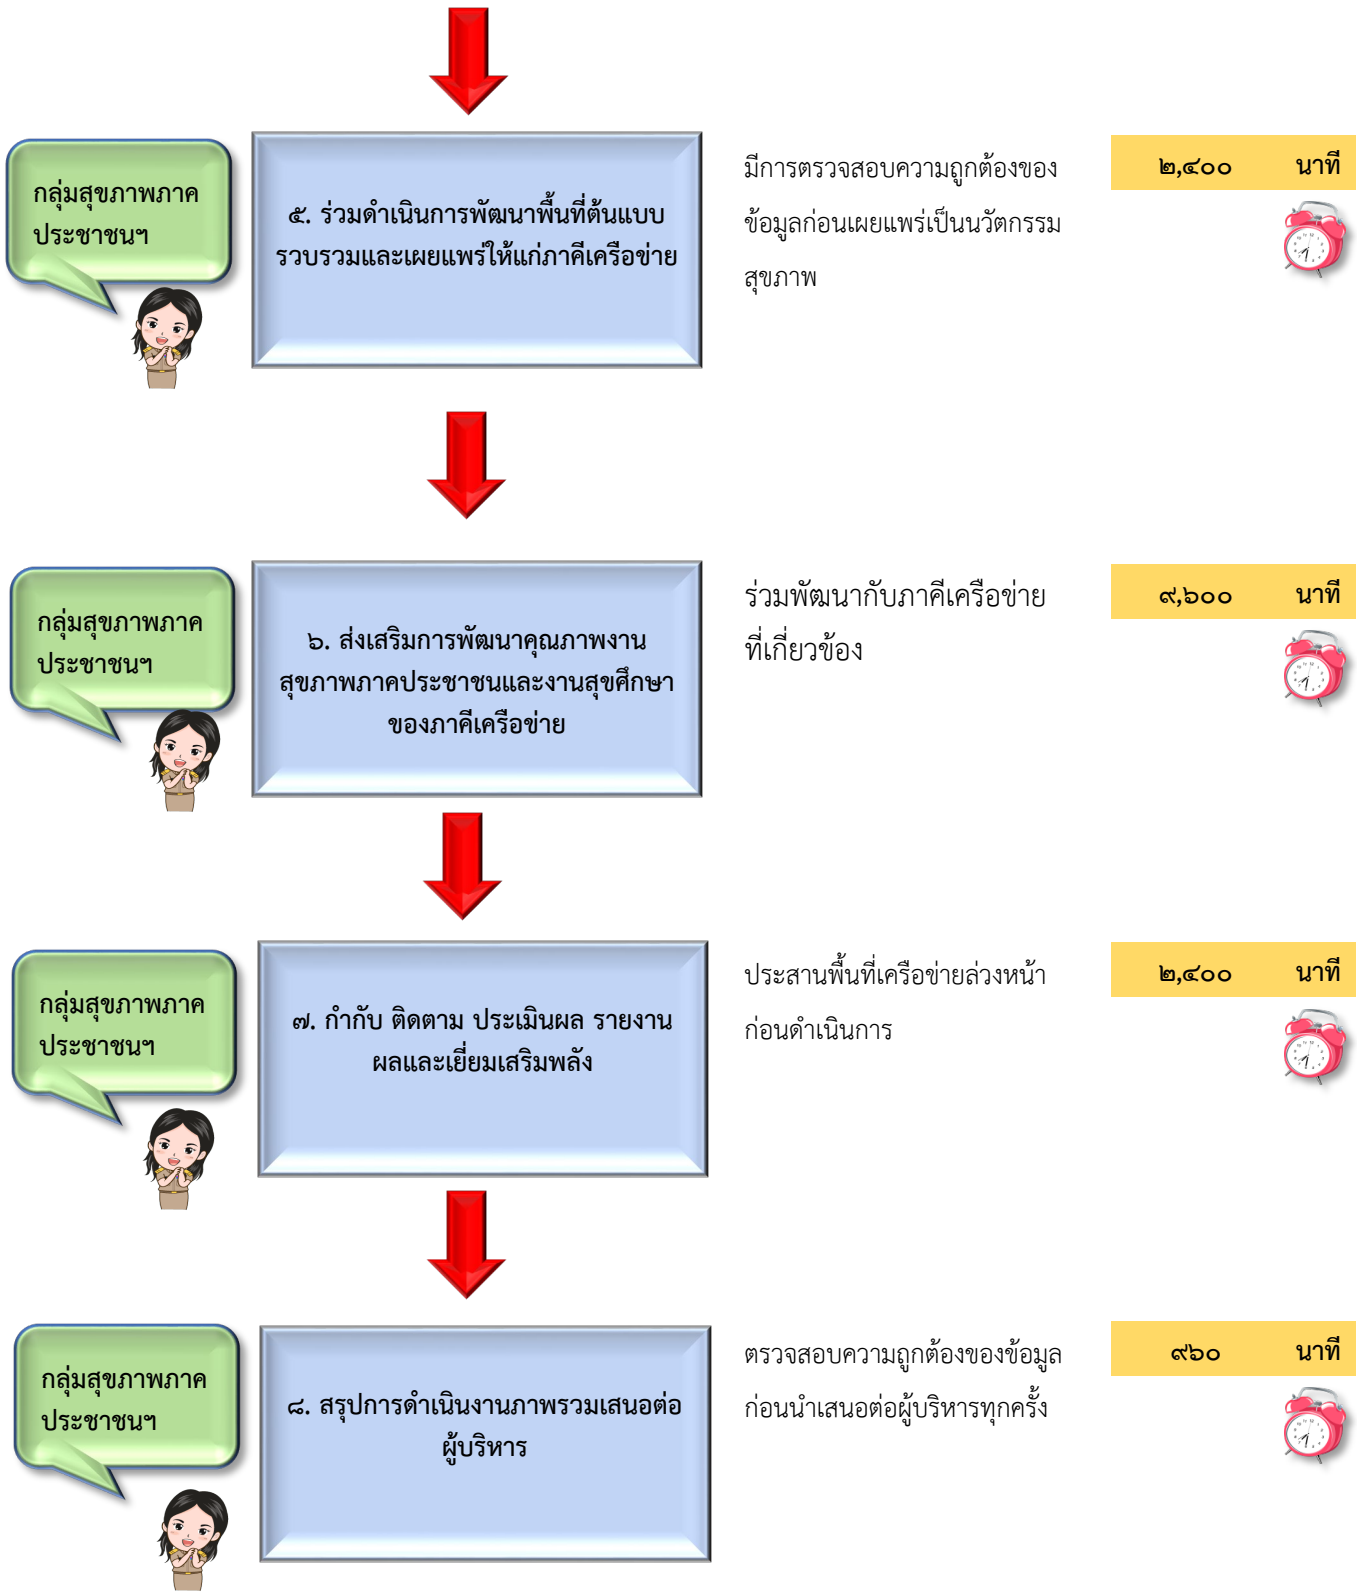 กลุ่มสุขภาพภาค
ประชาชนฯ
๕. ร่วมดำเนินการพัฒนาพื้นที่ต้นแบบ
รวบรวมและเผยแพร่ให้แก่ภาคีเครือข่าย
มีการตรวจสอบความถูกต้องของ
ข้อมูลก่อนเผยแพร่เป็นนวัตกรรม
สุขภาพ
๒,๔๐๐ นาที
กลุ่มสุขภาพภาค
ประชาชนฯ
๖. ส่งเสริมการพัฒนาคุณภาพงาน
สุขภาพภาคประชาชนและงานสุขศึกษา
ของภาคีเครือข่าย
ร่วมพัฒนากับภาคีเครือข่าย
ที่เกี่ยวข้อง
๙,๖๐๐ นาที
กลุ่มสุขภาพภาค
ประชาชนฯ
๗. กำกับ ติดตาม ประเมินผล รายงาน
ผลและเยี่ยมเสริมพลัง
ประสานพื้นที่เครือข่ายล่วงหน้า
ก่อนดำเนินการ
๒,๔๐๐ นาที
กลุ่มสุขภาพภาค
ประชาชนฯ
๘. สรุปการดำเนินงานภาพรวมเสนอต่อ
ผู้บริหาร
ตรวจสอบความถูกต้องของข้อมูล
ก่อนนำเสนอต่อผู้บริหารทุกครั้ง
๙๖๐ นาที